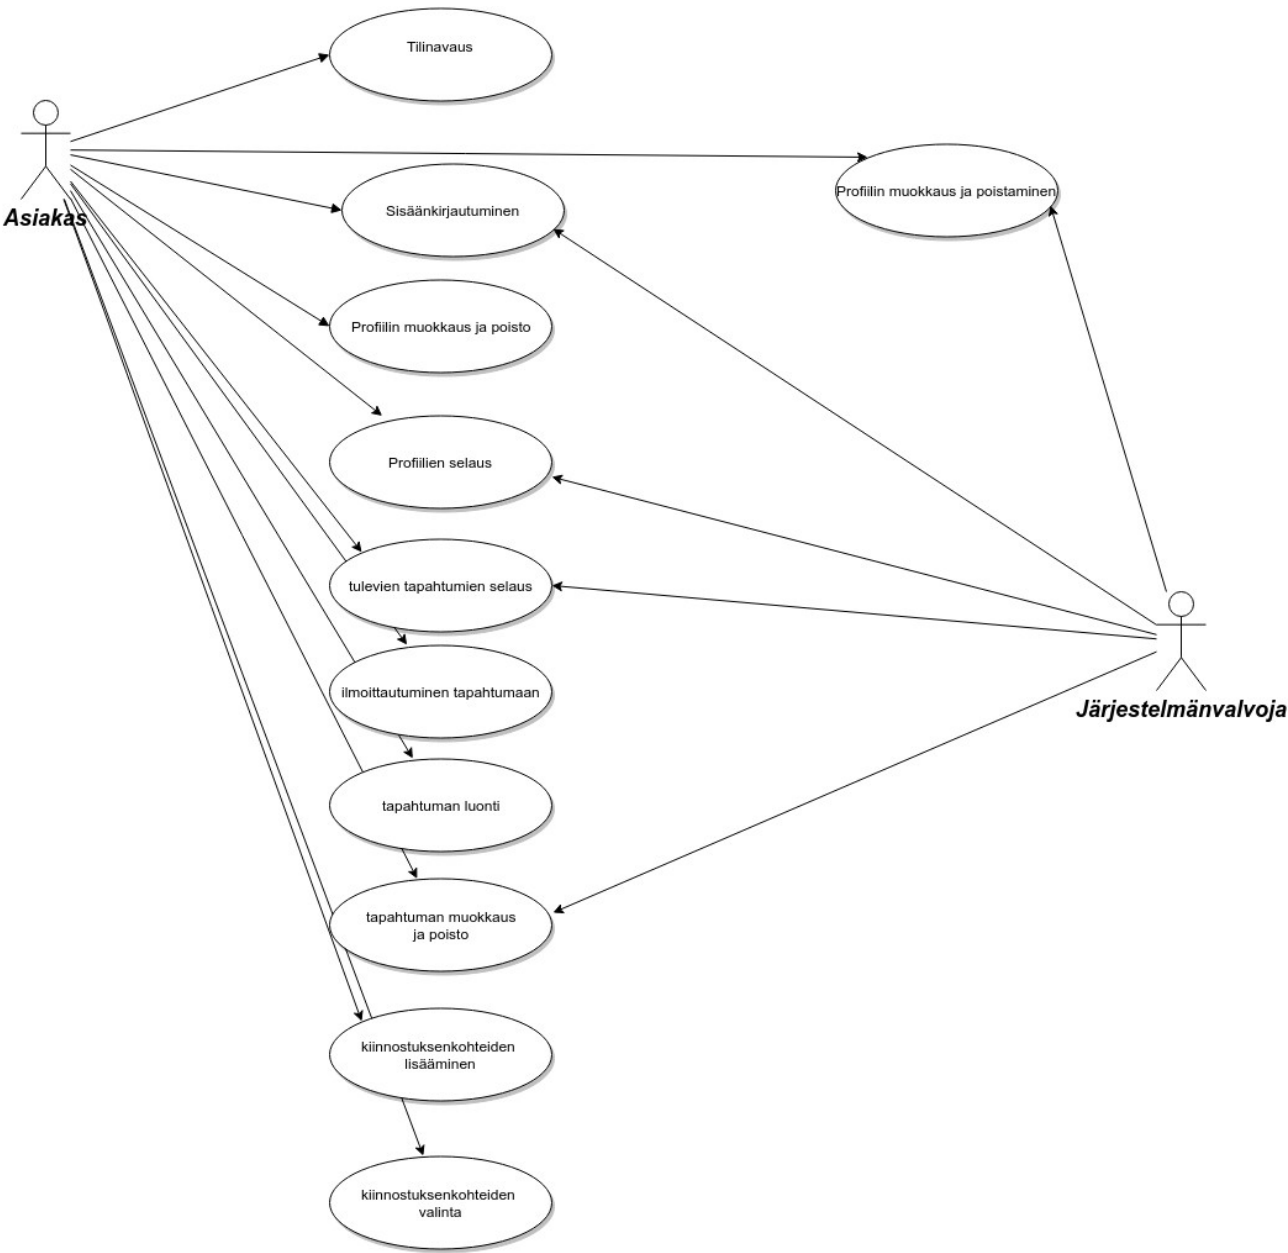 Tilinavaus
Asiakas
Sisäänkirjautuminen
Profiilin muokkaus ja poistaminen
Profiilin muokkaus ja poisto
Profiilien selaus
tulevien tapahtumien selaus
ilmoittautuminen tapahtumaan
Järjestelmänvalvoja
tapahtuman luonti
tapahtuman muokkaus
ja poisto
kiinnostuksenkohteiden
lisääminen
kiinnostuksenkohteiden
valinta